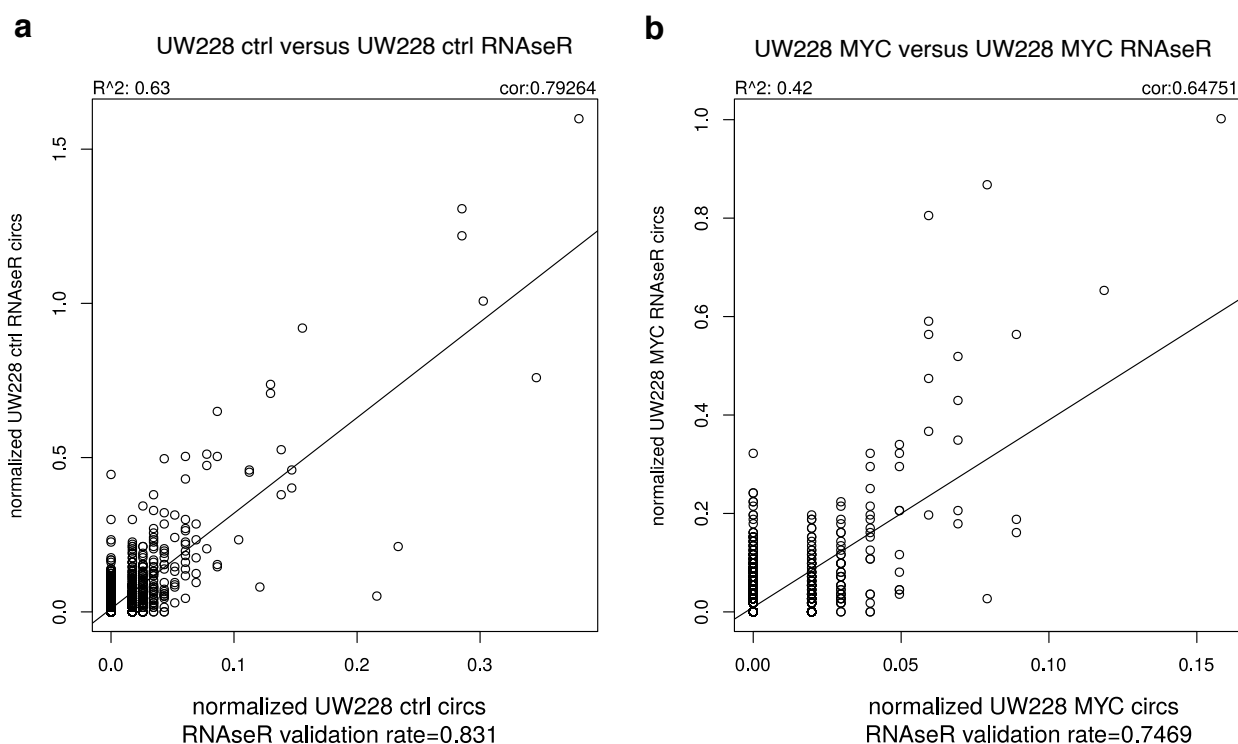 a
UW228 ctrl versus UW228 ctrl RNAseR
R^2: 0.63
cor:0.79264
normalized UW228 ctrl RNAseR circs
1.5
1.0
0.5
0.0
0.0
0.1
0.2
0.3
normalized UW228 ctrl circs
RNAseR validation rate=0.831
b
UW228 MYC versus UW228 MYC RNAseR
R^2: 0.42
cor:0.64751
normalized UW228 MYC RNAseR circs
1.0
0.8
0.6
0.4
0.2
0.0
0.00
0.05
0.10
0.15
normalized UW228 MYC circs
RNAseR validation rate=0.7469